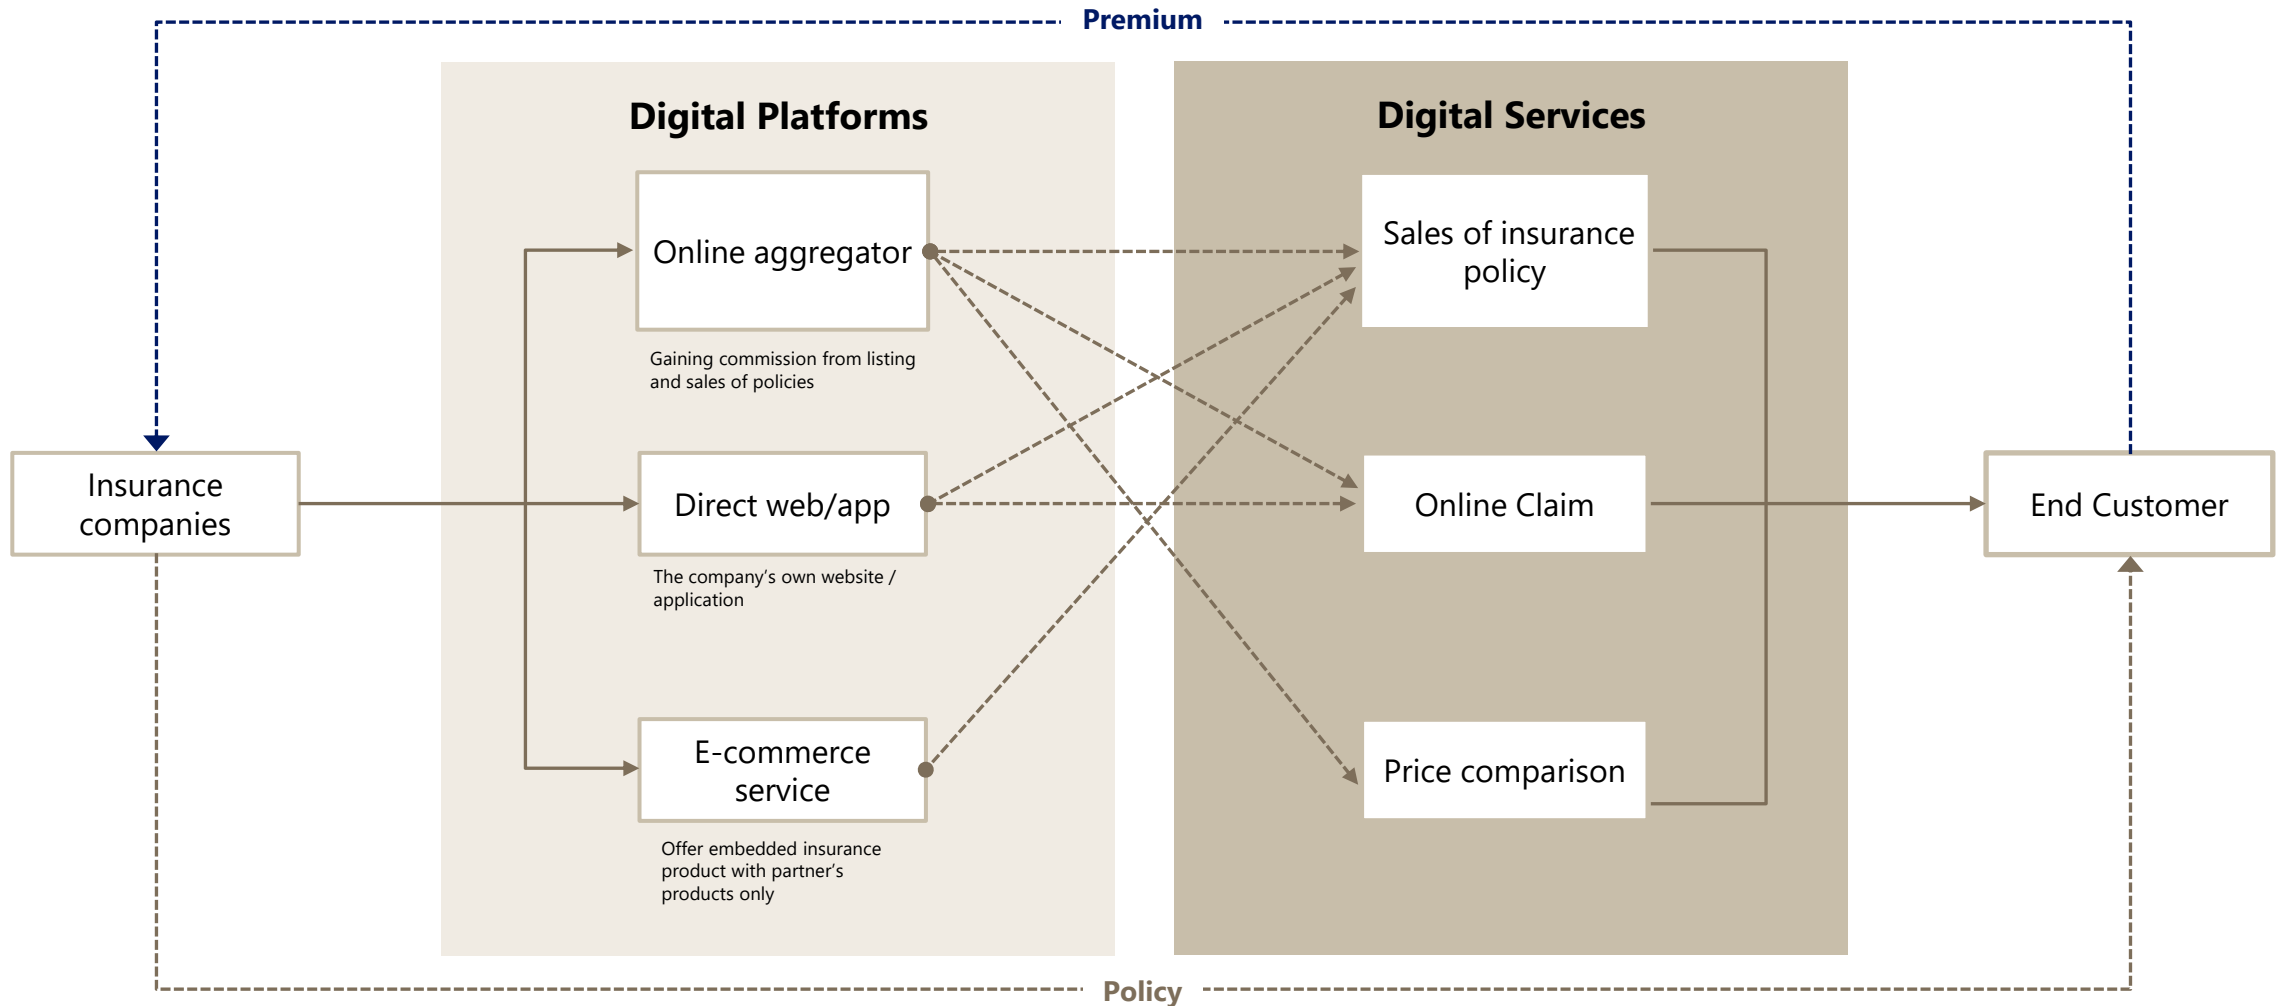 Premium
Digital Platforms
Digital Services
Online aggregator
Gaining commission from listing
and sales of policies
Sales of insurance
policy
Insurance
companies
Direct web/app
The company’s own website /
application
Online Claim
End Customer
E-commerce
service
Offer embedded insurance
product with partner’s
products only
Price comparison
Policy